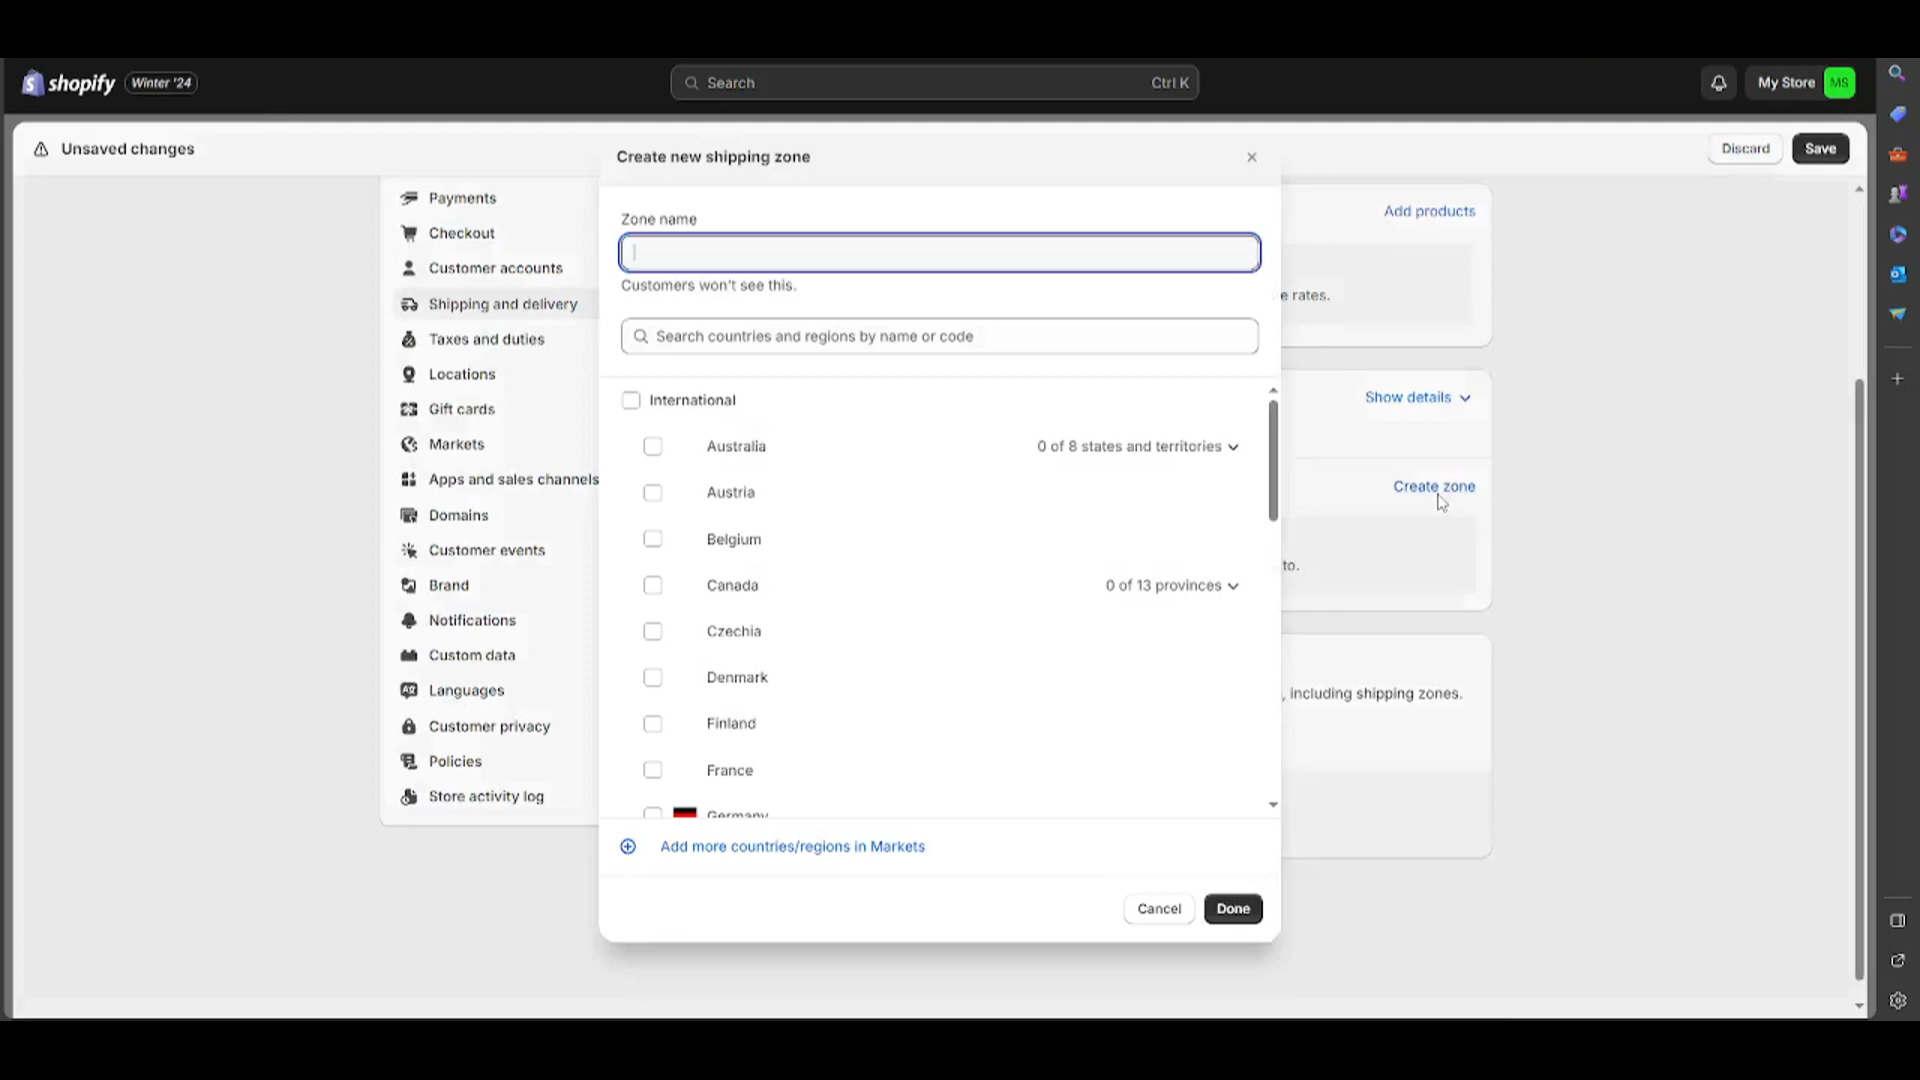 shopify Winter '24
Search Ctrl K
My Store MS
Unsaved changes
Discard Save
Payments
Checkout
Customer accounts
Shipping and delivery
Taxes and duties
Locations
Gift cards
Markets
Apps and sales channels
Domains
Customer events
Brand
Notifications
Custom data
Languages
Customer privacy
Policies
Store activity log
Create new shipping zone
Zone name
Customers won't see this.
Search countries and regions by name or code
International
Australia 0 of 8 states and territories
Austria
Belgium
Canada 0 of 13 provinces
Czechia
Denmark
Finland
France
Germany
Add more countries/regions in Markets
Cancel Done
Add products
e rates.
Show details
Create zone
to.
, including shipping zones.